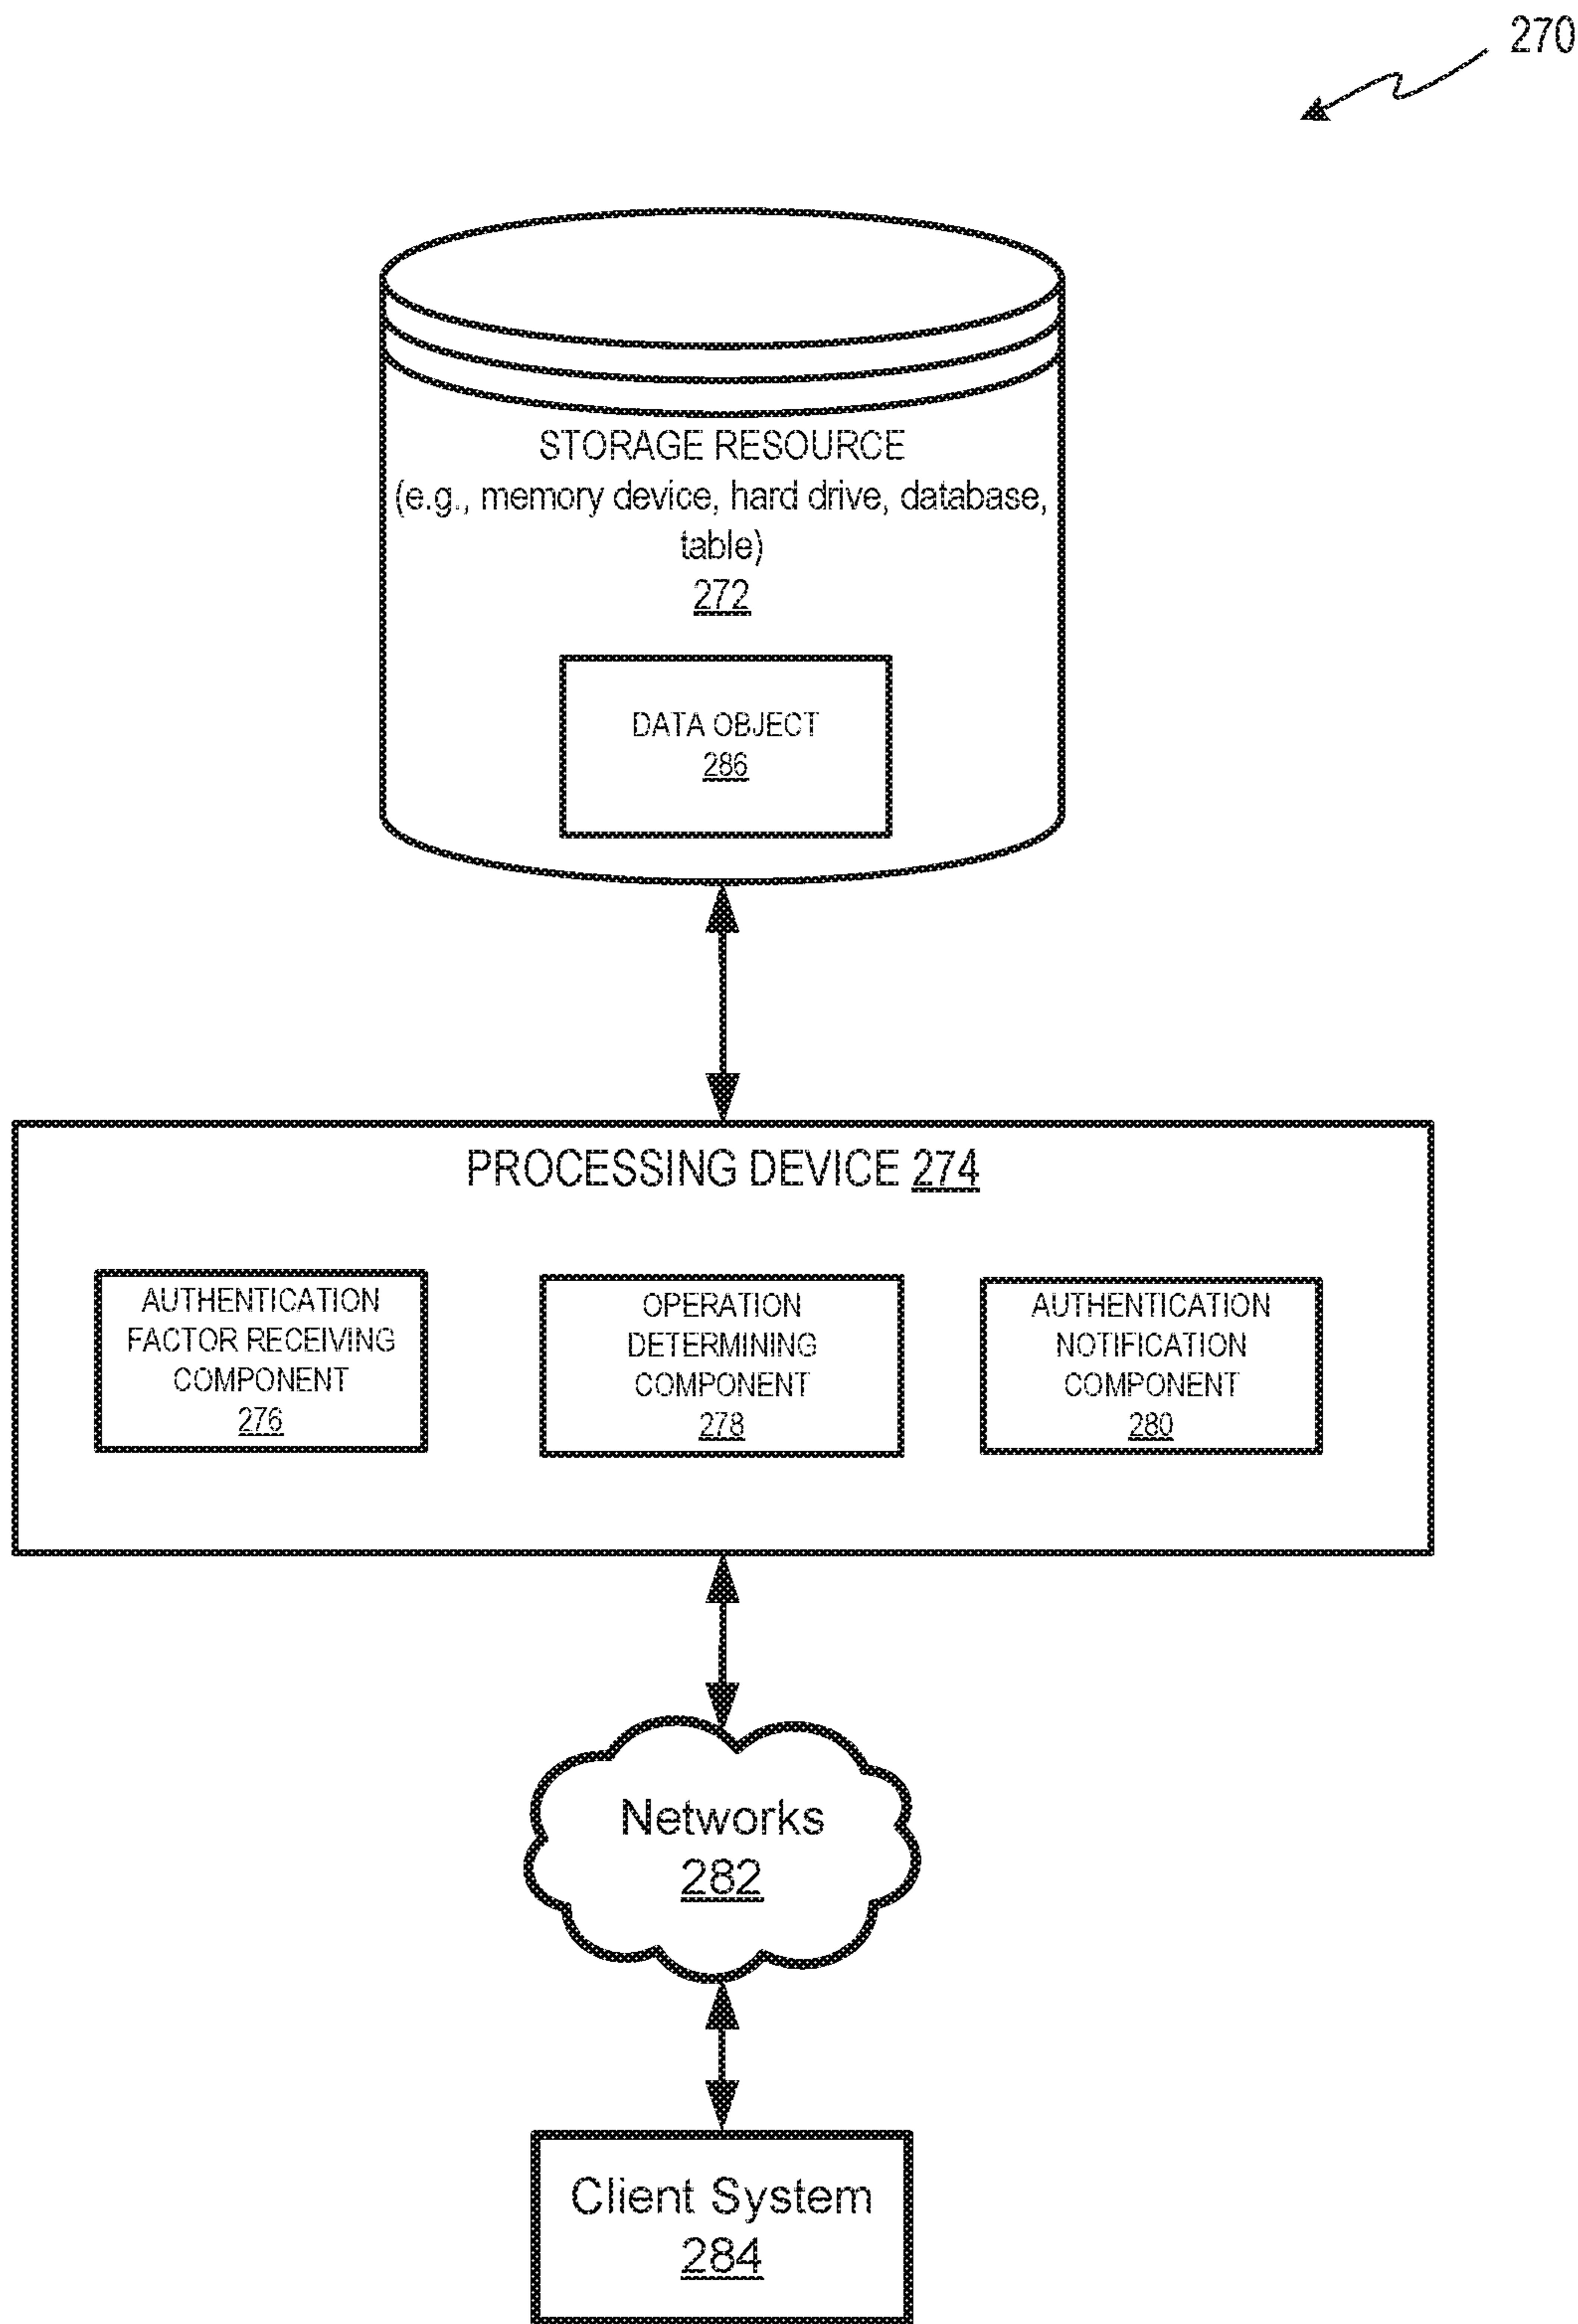 270
STORAGE RESOURCE
(e.g., memory device, hard drive, database,
table)
272
DATA OBJECT
286
PROCESSING DEVICE 274
AUTHENTICATION
FACTOR RECEIVING
COMPONENT
276
OPERATION
DETERMINING
COMPONENT
278
AUTHENTICATION
NOTIFICATION
COMPONENT
280
Networks
282
Client System
284